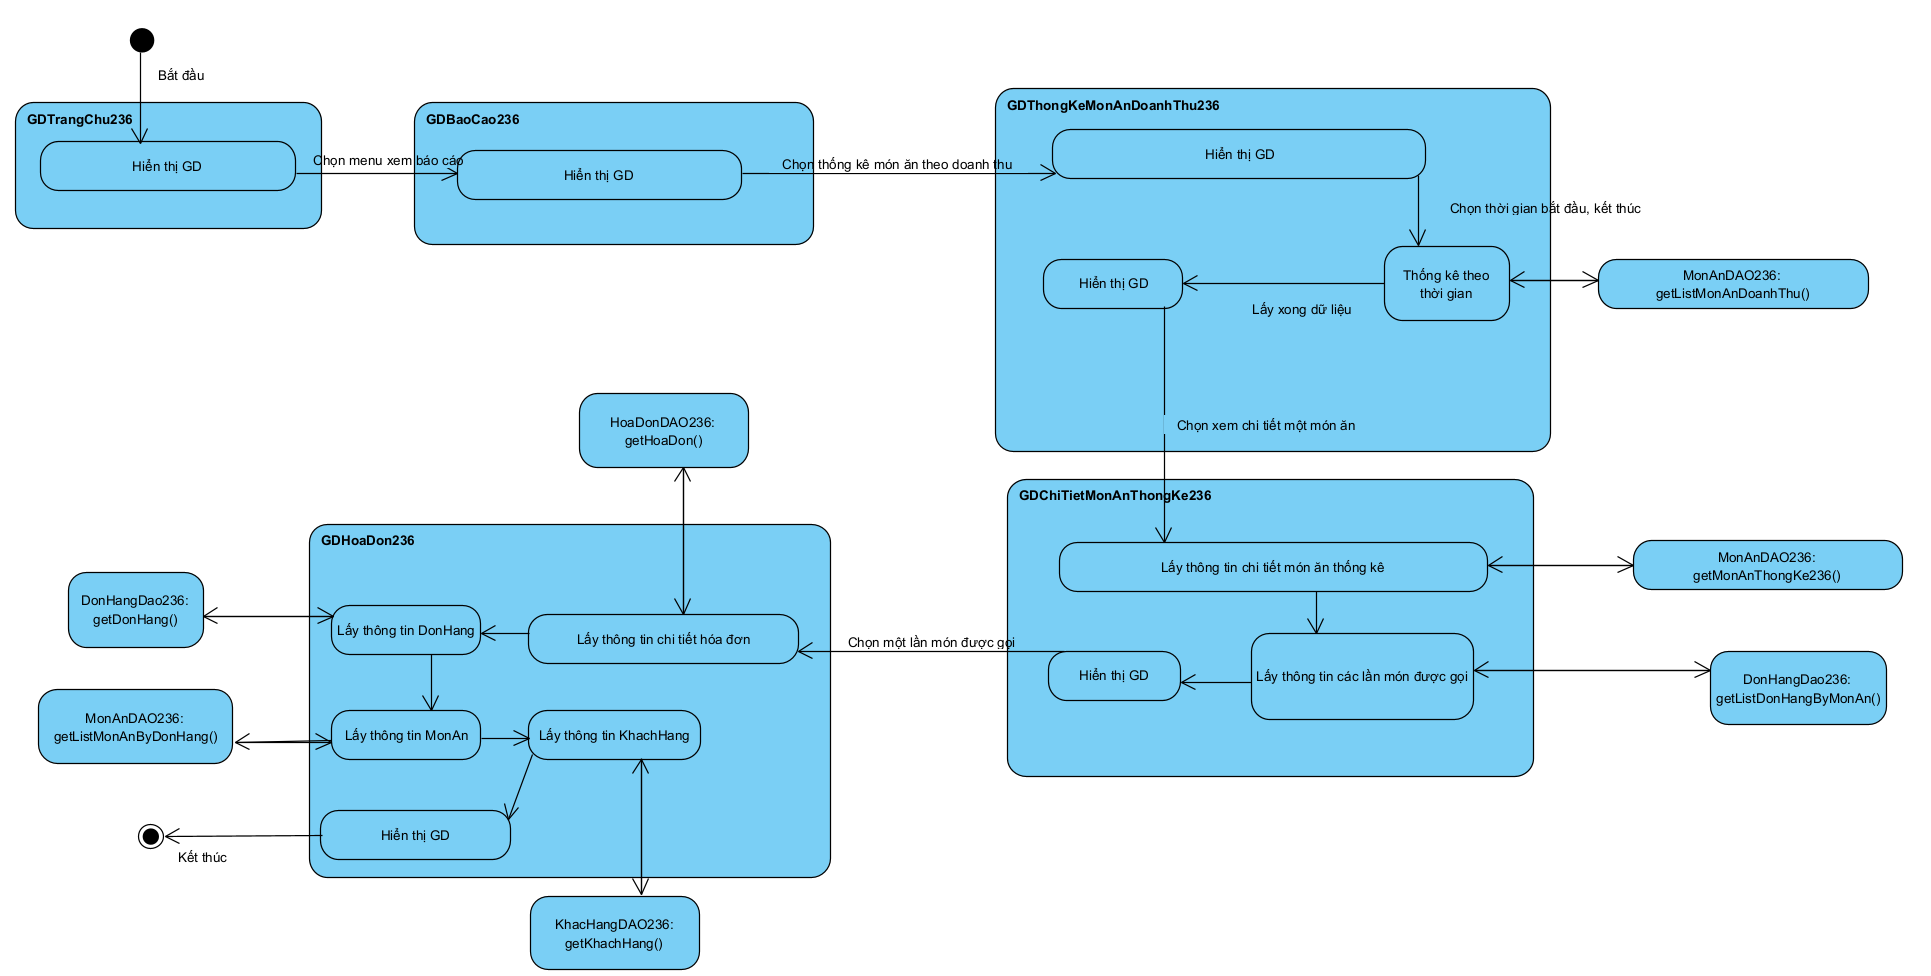 Bắt đầu
GDTrangChu236
Hiển thị GD
Chọn menu xem báo cáo
GDBaoCao236
Hiển thị GD
Chọn thống kê món ăn theo doanh thu
GDThongKeMonAnDoanhThu236
Hiển thị GD
Chọn thời gian bắt đầu, kết thúc
Thống kê theo
thời gian
MonAnDAO236:
getListMonAnDoanhThu()
Lấy xong dữ liệu
Hiển thị GD
Chọn xem chi tiết một món ăn
GDChiTietMonAnThongKe236
Lấy thông tin chi tiết món ăn thống kê
MonAnDAO236:
getMonAnThongKe236()
Lấy thông tin các lần món được gọi
DonHangDao236:
getListDonHangByMonAn()
Hiển thị GD
Chọn một lần món được gọi
HoaDonDAO236:
getHoaDon()
GDHoaDon236
Lấy thông tin chi tiết hóa đơn
Lấy thông tin DonHang
DonHangDao236:
getDonHang()
Lấy thông tin MonAn
MonAnDAO236:
getListMonAnByDonHang()
Lấy thông tin KhachHang
Hiển thị GD
Kết thúc
KhacHangDAO236:
getKhachHang()